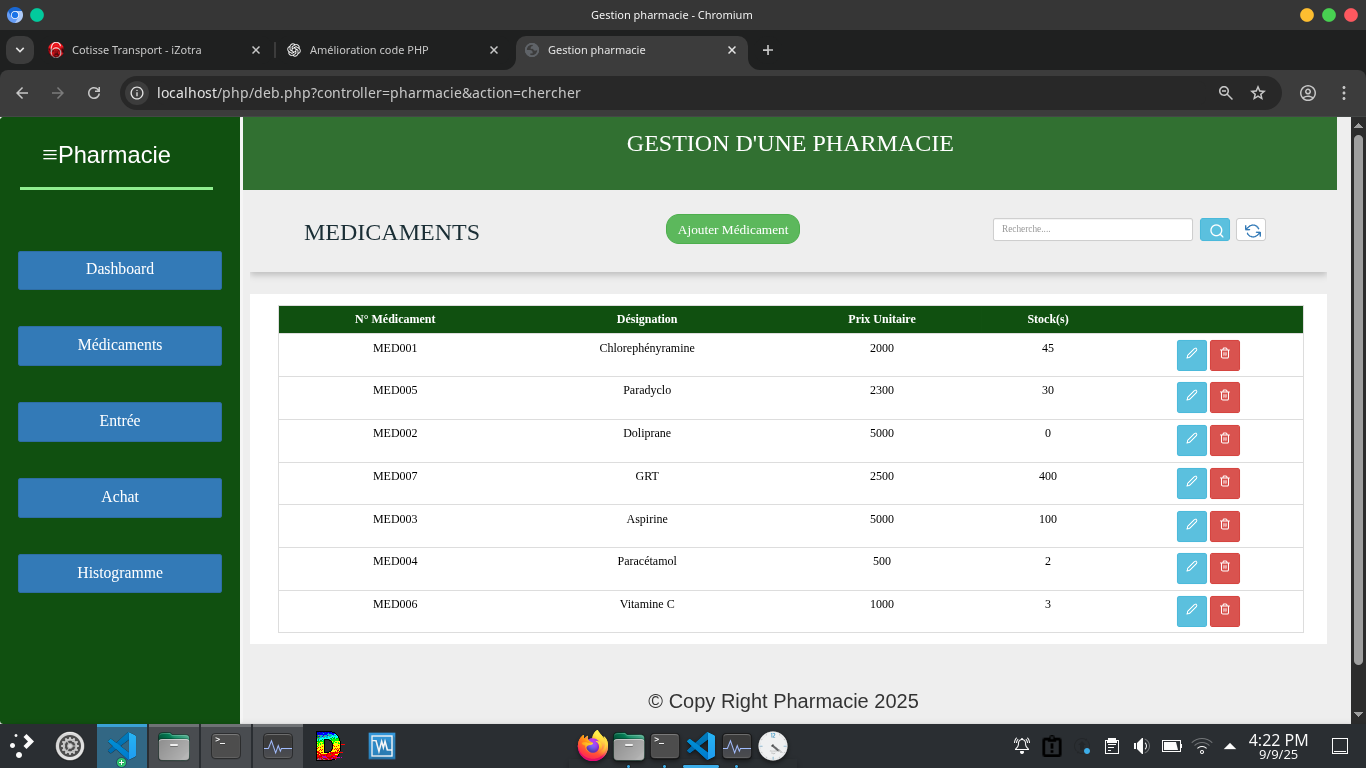 Gestion pharmacie - Chromium
Cotisse Transport - iZotra
Amélioration code PHP
Gestion pharmacie
localhost/php/deb.php?controller=pharmacie&action=chercher
Pharmacie
GESTION D'UNE PHARMACIE
MEDICAMENTS
Ajouter Médicament
Recherche....
Dashboard
Médicaments
Entrée
Achat
Histogramme
N° Médicament Désignation Prix Unitaire Stock(s)
MED001 Chlorephényramine 2000 45
MED005 Paradyclo 2300 30
MED002 Doliprane 5000 0
MED007 GRT 2500 400
MED003 Aspirine 5000 100
MED004 Paracétamol 500 2
MED006 Vitamine C 1000 3
© Copy Right Pharmacie 2025
4:22 PM
9/9/25